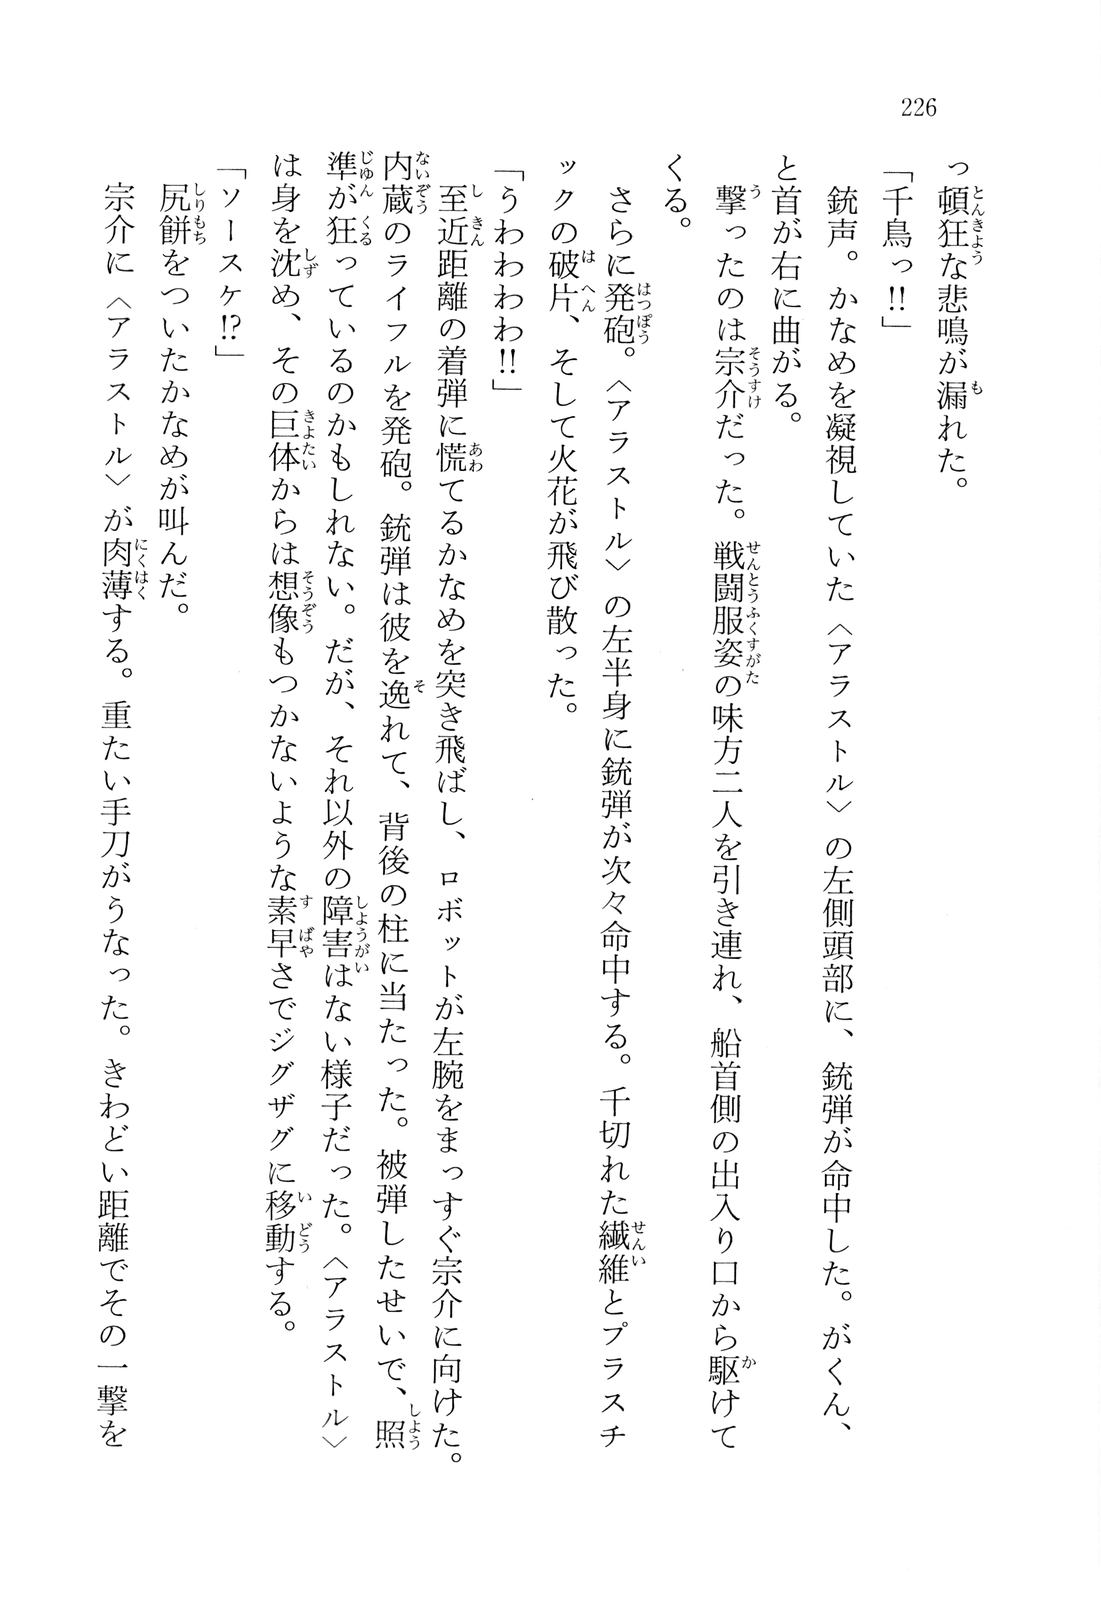 226
っ頓狂な悲鳴が漏れた。
「千鳥っ!!」
銃声。かなめを凝視していた〈アラストル〉の左側頭部に、銃弾が命中した。がくん、
と首が右に曲がる。
撃ったのは宗介だった。戦闘服姿の味方二人を引き連れ、船首側の出入り口から駆けて
くる。
さらに発砲。〈アラストル〉の左半身に銃弾が次々命中する。千切れた繊維とプラスチ
ックの破片、そして火花が飛び散った。
「うわわわわ!!」
至近距離の着弾に慌てるかなめを突き飛ばし、ロボットが左腕をまっすぐ宗介に向けた。
内蔵のライフルを発砲。銃弾は彼を逸れて、背後の柱に当たった。被弾したせいで、照
準が狂っているのかもしれない。だが、それ以外の障害はない様子だった。〈アラストル〉
は身を沈め、その巨体からは想像もつかないような素早さでジグザグに移動する。
「ソースケ!?」
尻餅をついたかなめが叫んだ。
宗介に〈アラストル〉が肉薄する。重たい手刀がうなった。きわどい距離でその一撃を